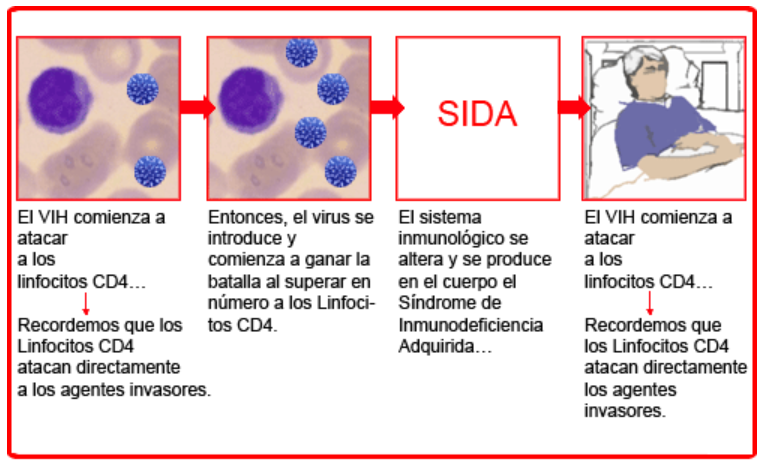 SIDA
El VIH comienza a
atacar
a los
linfocitos CD4...
Recordemos que los
Linfocitos CD4
atacan directamente
a los agentes invasores.
Entonces, el virus se
introduce y
comienza a ganar la
batalla al superar en
número a los Linfoci-
tos CD4.
El sistema
inmunológico se
altera y se produce
en el cuerpo el
Síndrome de
Inmunodeficiencia
Adquirida...
El VIH comienza a
atacar
a los
linfocitos CD4...
Recordemos que
los Linfocitos CD4
atacan directamente
los agentes
invasores.